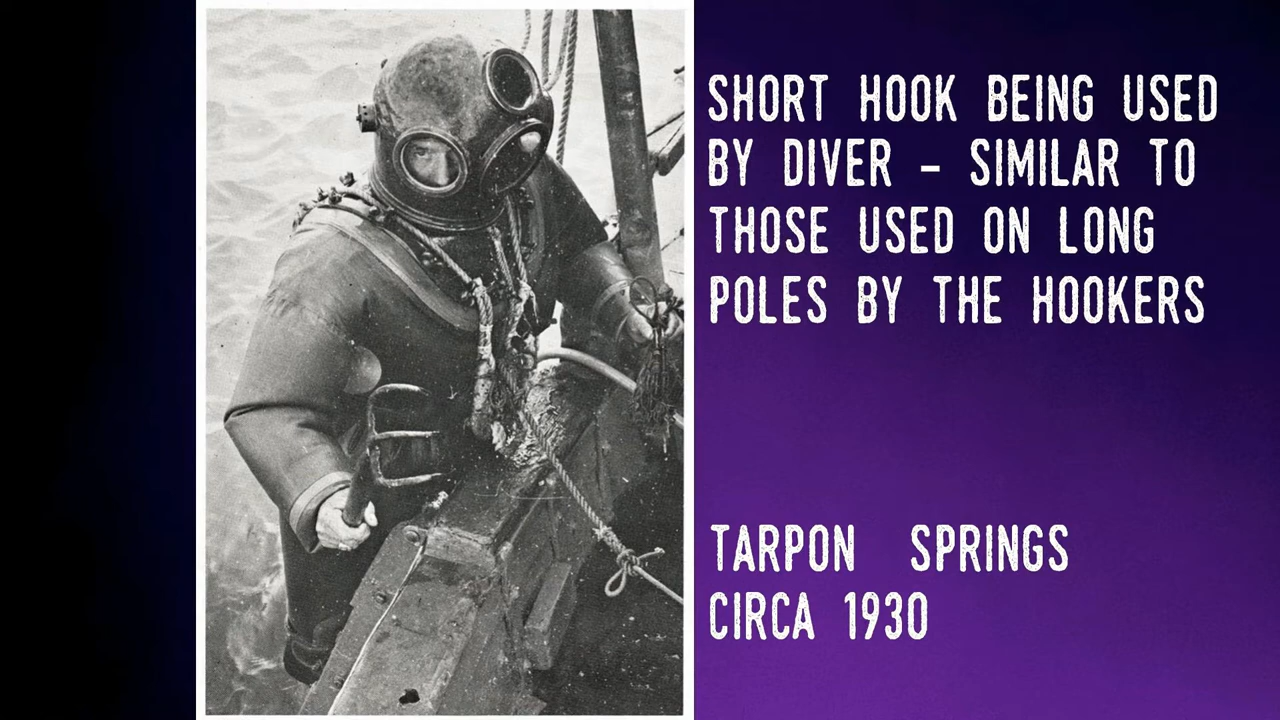 SHORT HOOK BEING USED
BY DIVER – SIMILAR TO
THOSE USED ON LONG
POLES BY THE HOOKERS
TARPON SPRINGS
CIRCA 1930